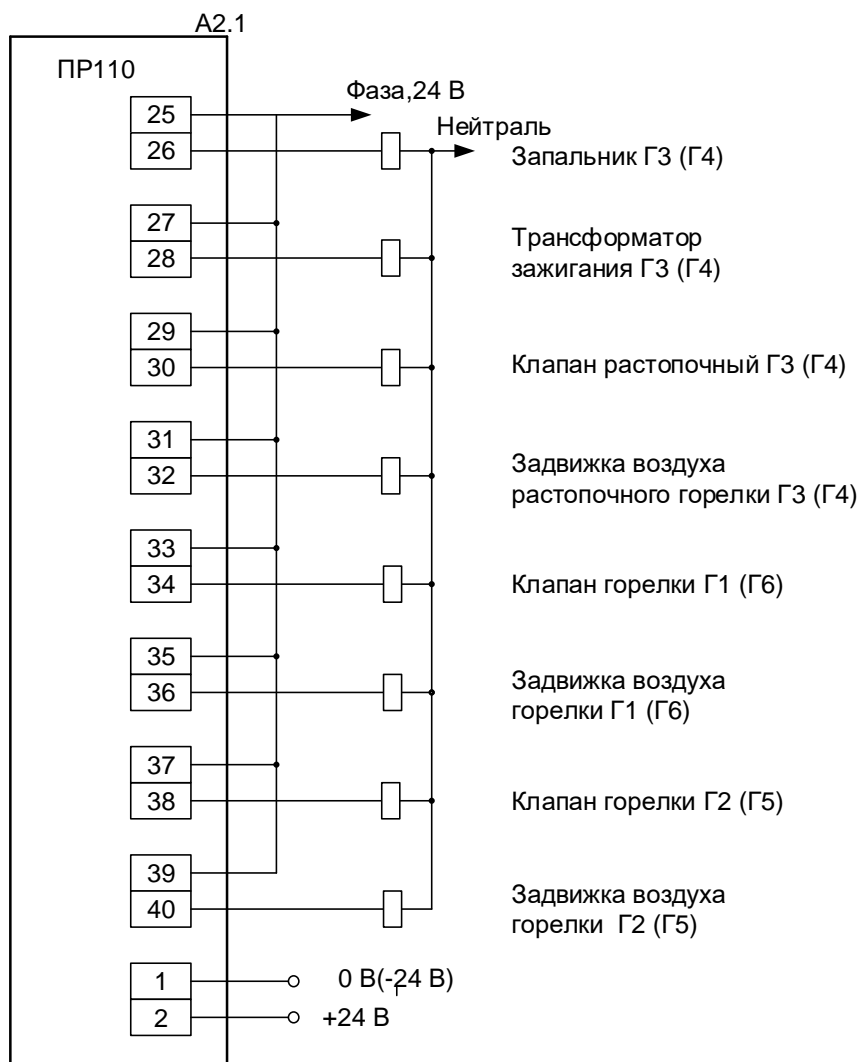 А2.1
ПР110
Фаза,24 В
25
Нейтраль
26
Запальник Г3 (Г4)
27
Трансформатор
28
зажигания Г3 (Г4)
29
30
Клапан растопочный Г3 (Г4)
31
Задвижка воздуха
32
растопочного горелки Г3 (Г4)
33
34
Клапан горелки Г1 (Г6)
35
Задвижка воздуха
36
горелки Г1 (Г6)
37
38
Клапан горелки Г2 (Г5)
39
Задвижка воздуха
40
горелки Г2 (Г5)
1
0 В(-24 В)
2
+24 В